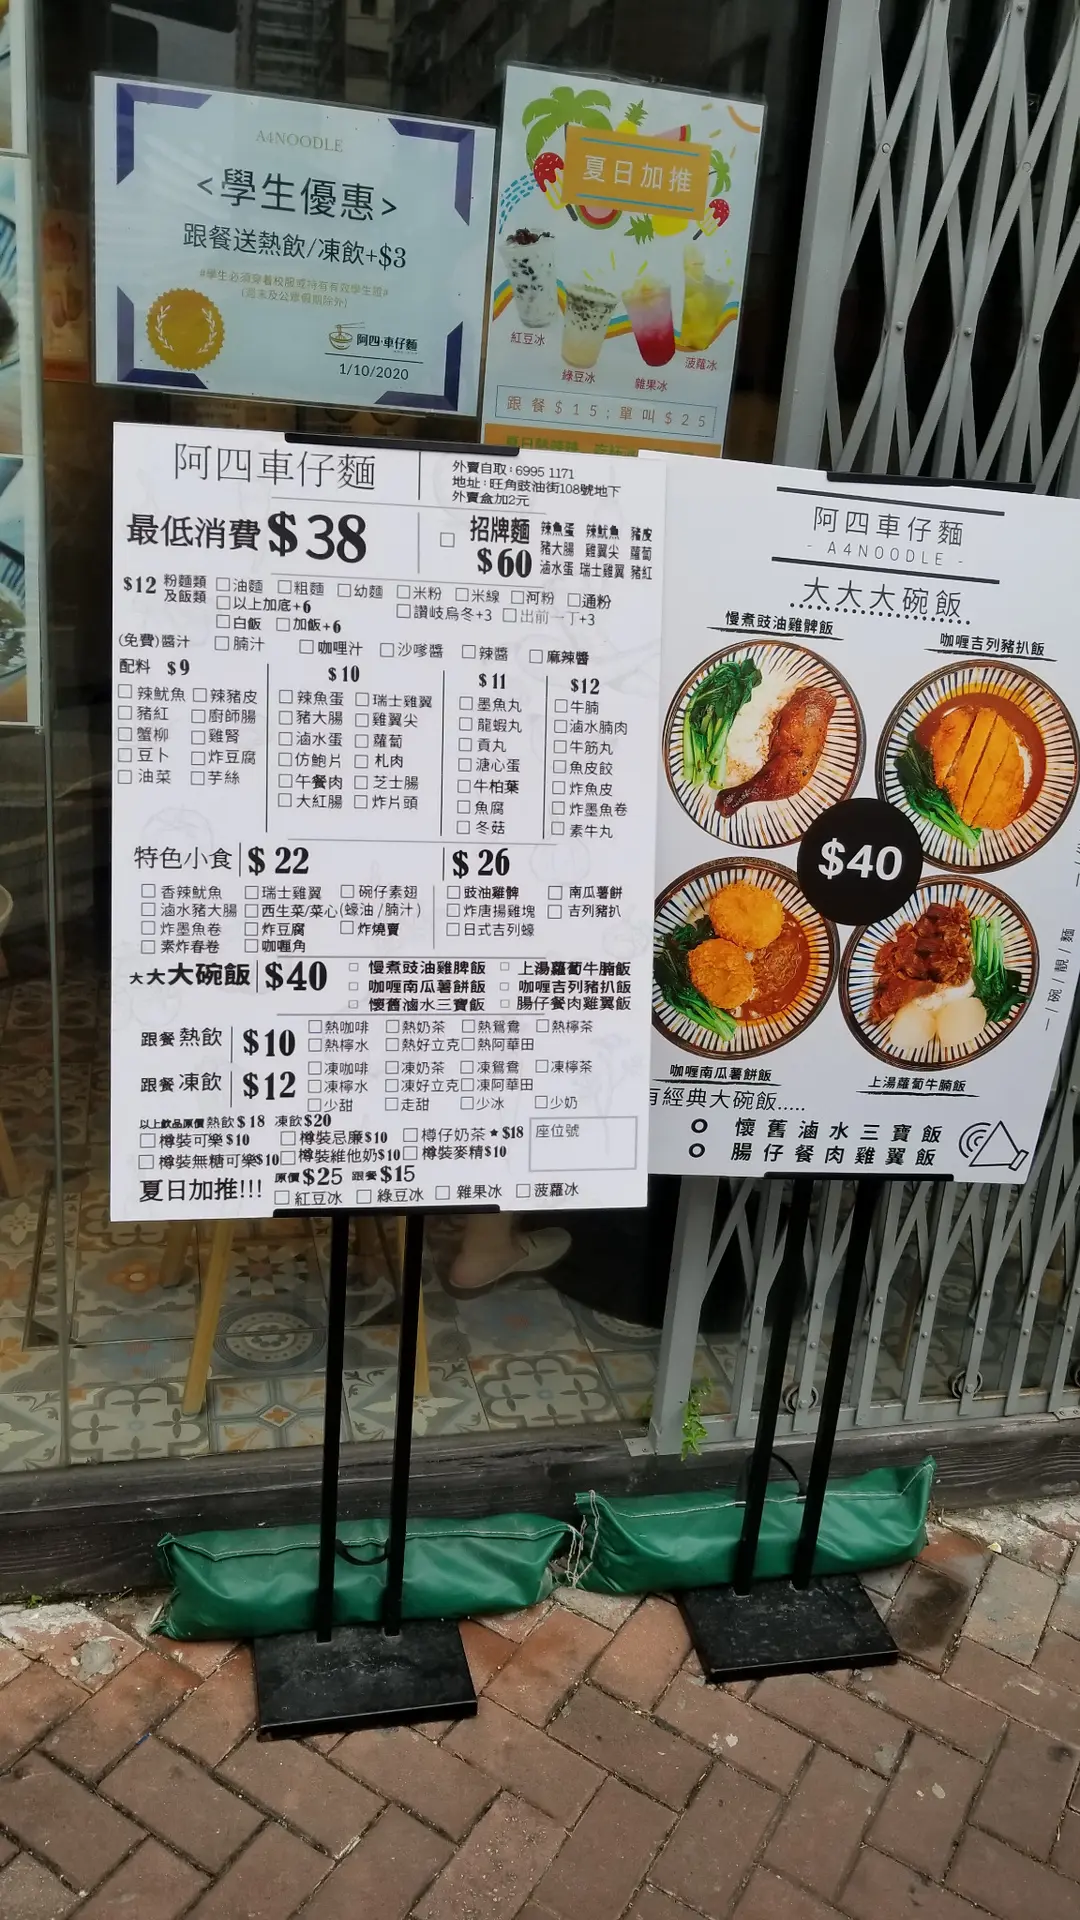 A4NOODLE
<學生優惠>
跟餐送熱飲/凍飲+$3
#學生必須穿着校服或持有有效學生證#
(週末及公眾假期除外)
阿四·車仔麵
1/10/2020
夏日加推
紅豆冰
綠豆冰
雜果冰
菠蘿冰
跟餐$15;單叫$25
阿四車仔麵
外賣自取:6995 1171
地址:旺角豉油街108號地下
外賣盒加2元
最低消費$38
□ 招牌麵 $60
辣魚蛋 辣魷魚 豬皮
豬大腸 雞翼尖 蘿蔔
滷水蛋 瑞士雞翼 豬紅
$12 粉麵類及飯類 □油麵 □粗麵 □幼麵 □米粉 □米線 □河粉 □通粉
□以上加底+6 □讚岐烏冬+3 □出前一丁+3
□白飯 □加飯+6
(免費)醬汁 □腩汁 □咖哩汁 □沙嗲醬 □辣醬 □麻辣醬
配料 $9
□辣魷魚 □辣豬皮
□豬紅 □廚師腸
□蟹柳 □雞腎
□豆卜 □炸豆腐
□油菜 □芋絲
$10
□辣魚蛋 □瑞士雞翼
□豬大腸 □雞翼尖
□滷水蛋 □蘿蔔
□仿鮑片 □札肉
□午餐肉 □芝士腸
□大紅腸 □炸片頭
$11
□墨魚丸
□龍蝦丸
□貢丸
□溏心蛋
□牛柏葉
□魚腐
□冬菇
$12
□牛腩
□滷水腩肉
□牛筋丸
□魚皮餃
□炸魚皮
□炸墨魚卷
□素牛丸
特色小食 $22
□香辣魷魚 □瑞士雞翼 □碗仔素翅
□滷水豬大腸 □西生菜/菜心(蠔油/腩汁)
□炸墨魚卷 □炸豆腐 □炸燒賣
□素炸春卷 □咖喱角
$26
□豉油雞髀 □南瓜薯餅
□炸唐揚雞塊 □吉列豬扒
□日式吉列蠔
大大大碗飯 $40
□ 慢煮豉油雞髀飯 □ 上湯蘿蔔牛腩飯
□ 咖喱南瓜薯餅飯 □ 咖喱吉列豬扒飯
□ 懷舊滷水三寶飯 □ 腸仔餐肉雞翼飯
跟餐 熱飲 $10
□熱咖啡 □熱奶茶 □熱鴛鴦 □熱檸茶
□熱檸水 □熱好立克 □熱阿華田
跟餐 凍飲 $12
□凍咖啡 □凍奶茶 □凍鴛鴦 □凍檸茶
□凍檸水 □凍好立克 □凍阿華田
□少甜 □走甜 □少冰 □少奶
以上飲品原價 熱飲$18 凍飲$20
□樽裝可樂$10 □樽裝忌廉$10 □樽仔奶茶★$18
□樽裝無糖可樂$10 □樽裝維他奶$10 □樽裝麥精$10
座位號
夏日加推!!! 原價$25 跟餐$15
□紅豆冰 □綠豆冰 □雜果冰 □菠蘿冰
阿四車仔麵
- A4NOODLE -
大大大碗飯
慢煮豉油雞髀飯
咖喱吉列豬扒飯
$40
咖喱南瓜薯餅飯
上湯蘿蔔牛腩飯
有經典大碗飯.....
懷舊滷水三寶飯
腸仔餐肉雞翼飯
一/碗/靚/麵